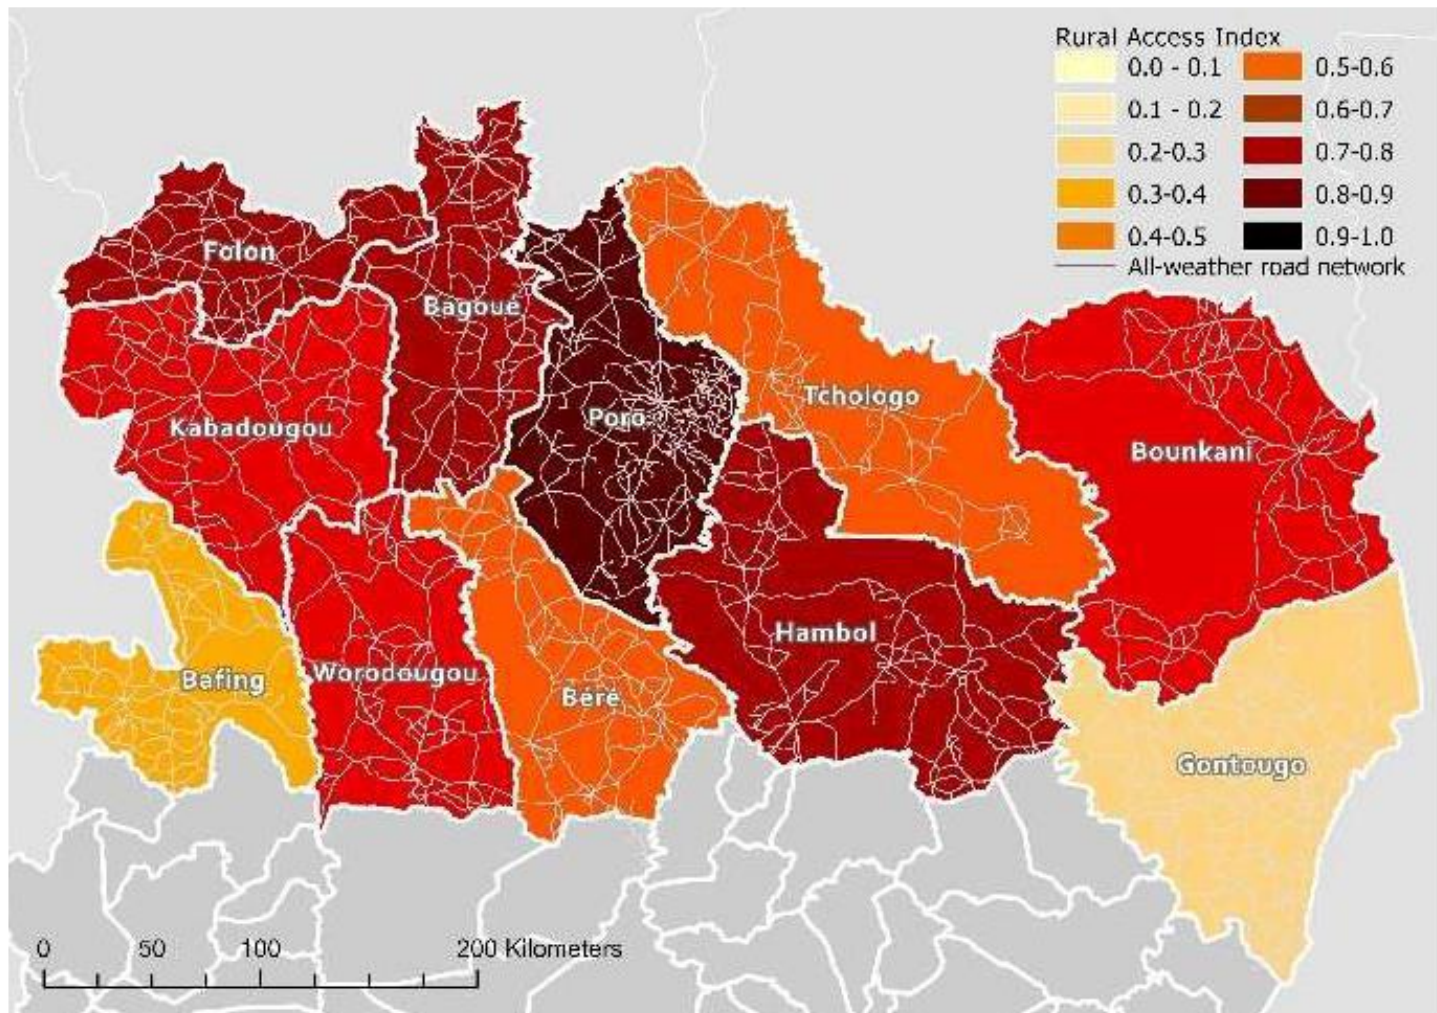 Rural Access Index
0.0 - 0.1 0.5-0.6
0.1 - 0.2 0.6-0.7
0.2-0.3 0.7-0.8
0.3-0.4 0.8-0.9
0.4-0.5 0.9-1.0
All-weather road network
Folon
Bagoué
Kabadougou
Poro
Tchologo
Bounkani
Bafing
Worodougou
Béré
Hambol
Gontougo
0 50 100 200 Kilometers